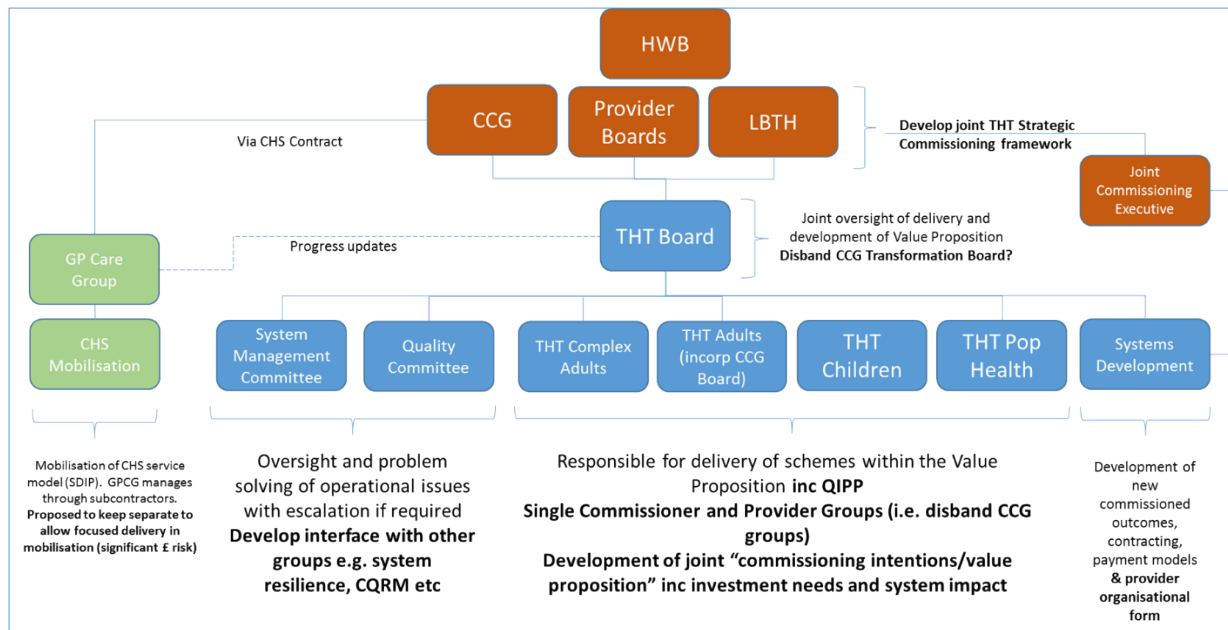 HWB
CCG
Provider
Boards
LBTH
Via CHS Contract
Develop joint THT Strategic
Commissioning framework
Joint
Commissioning
Executive
THT Board
Joint oversight of delivery and
development of Value Proposition
Disband CCG Transformation Board?
Progress updates
GP Care
Group
CHS
Mobilisation
System
Management
Committee
Quality
Committee
THT Complex
Adults
THT Adults
(incorp CCG
Board)
THT
Children
THT Pop
Health
Systems
Development
Mobilisation of CHS service
model (SDIP). GPCG manages
through subcontractors.
Proposed to keep separate to
allow focused delivery in
mobilisation (significant £ risk)
Oversight and problem
solving of operational issues
with escalation if required
Develop interface with other
groups e.g. system
resilience, CQRM etc
Responsible for delivery of schemes within the Value
Proposition inc QIPP
Single Commissioner and Provider Groups (i.e. disband CCG
groups)
Development of joint “commissioning intentions/value
proposition” inc investment needs and system impact
Development of
new
commissioned
outcomes,
contracting,
payment models
& provider
organisational
form